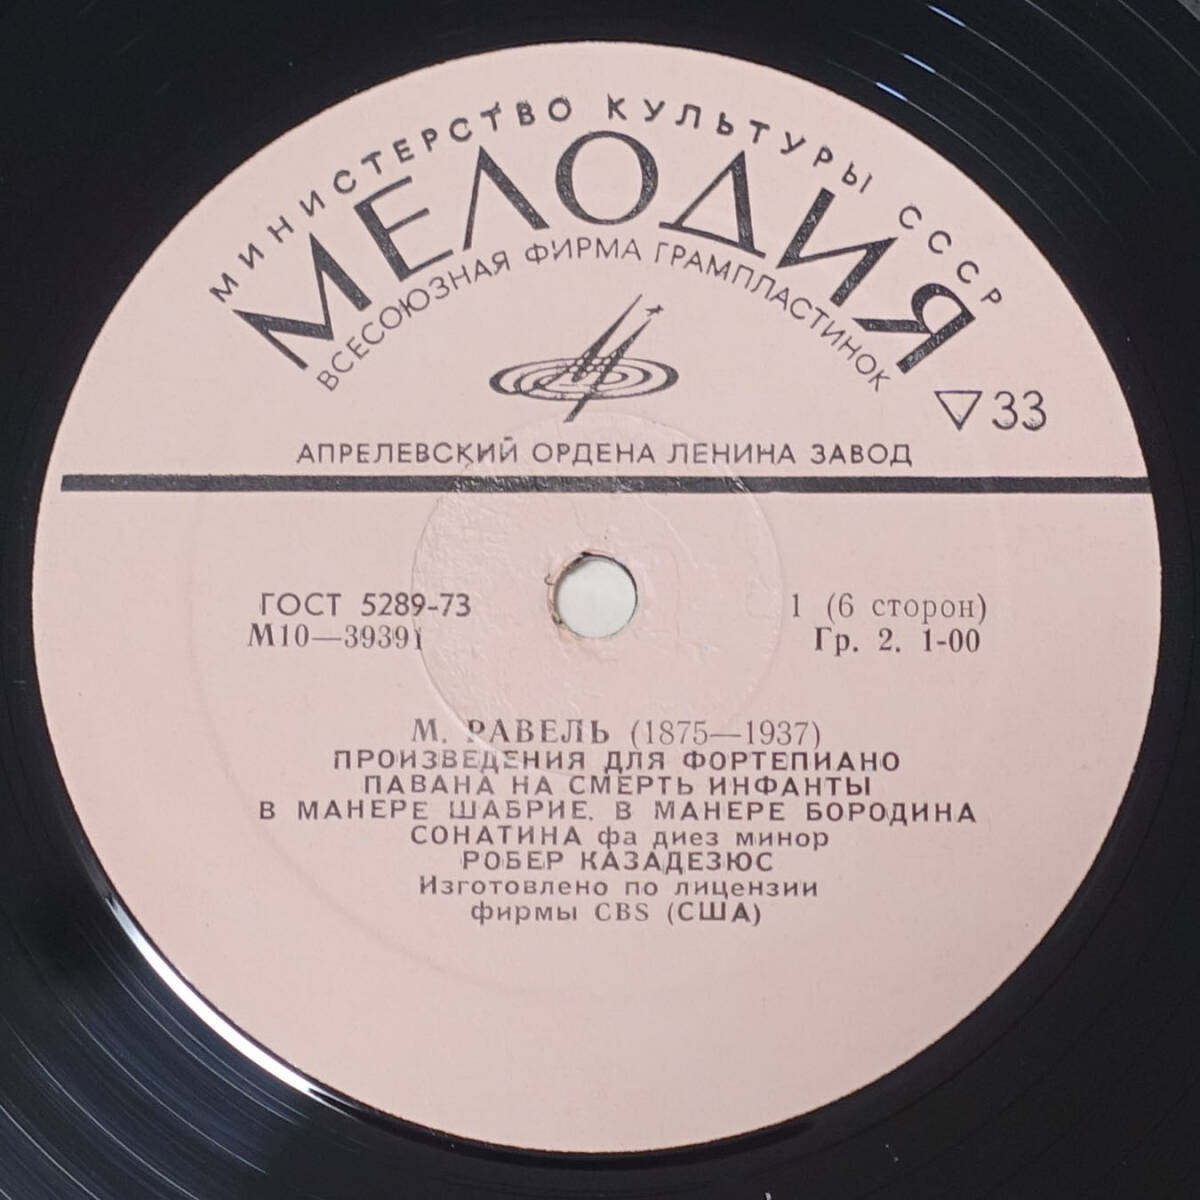 МИНИСТЕРСТВО КУЛЬТУРЫ СССР
МЕЛОДИЯ
ВСЕСОЮЗНАЯ ФИРМА ГРАМПЛАСТИНОК
33
АПРЕЛЕВСКИЙ ОРДЕНА ЛЕНИНА ЗАВОД
ГОСТ 5289-73
М10—39391
1 (6 сторон)
Гр. 2. 1-00
М. РАВЕЛЬ (1875—1937)
ПРОИЗВЕДЕНИЯ ДЛЯ ФОРТЕПИАНО
ПАВАНА НА СМЕРТЬ ИНФАНТЫ
В МАНЕРЕ ШАБРИЕ. В МАНЕРЕ БОРОДИНА
СОНАТИНА фа диез минор
РОБЕР КАЗАДЕЗЮС
Изготовлено по лицензии
фирмы CBS (США)